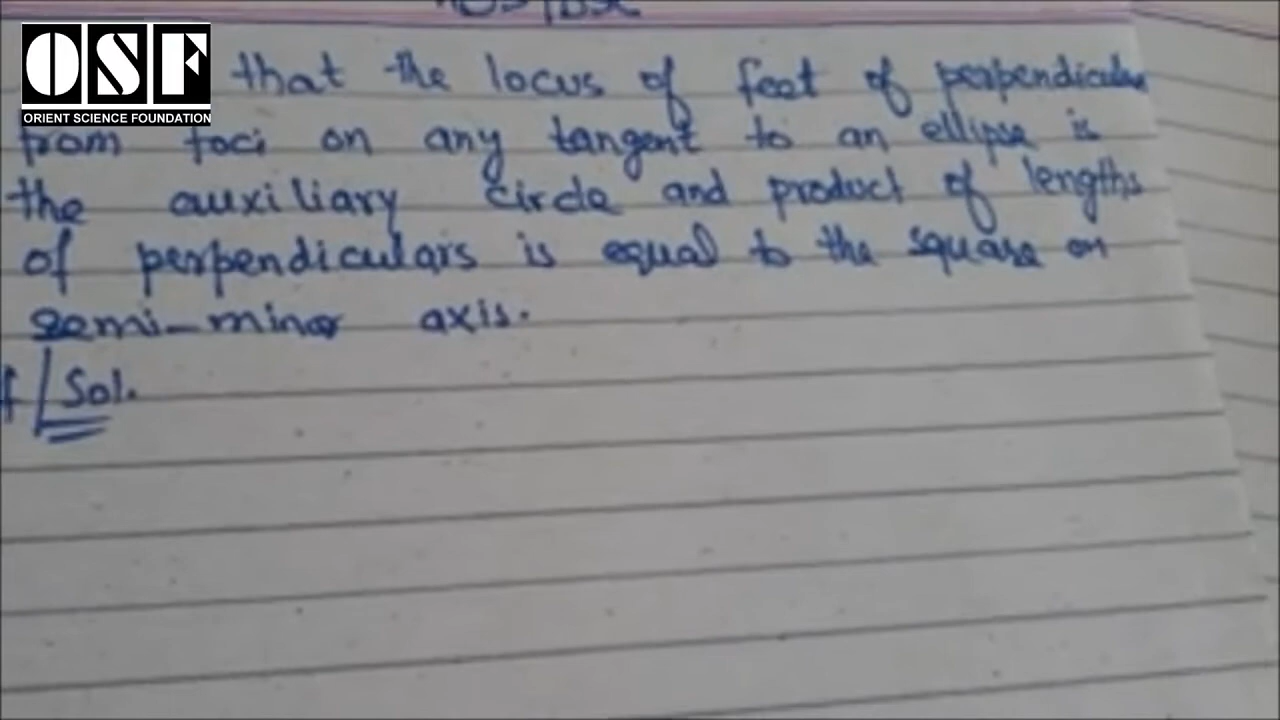 OSF
ORIENT SCIENCE FOUNDATION
that the locus of feet of perpendicular
from foci on any tangent to an ellipse is
the auxiliary circle and product of lengths
of perpendiculars is equal to the square on
semi-minor axis.
Sol.